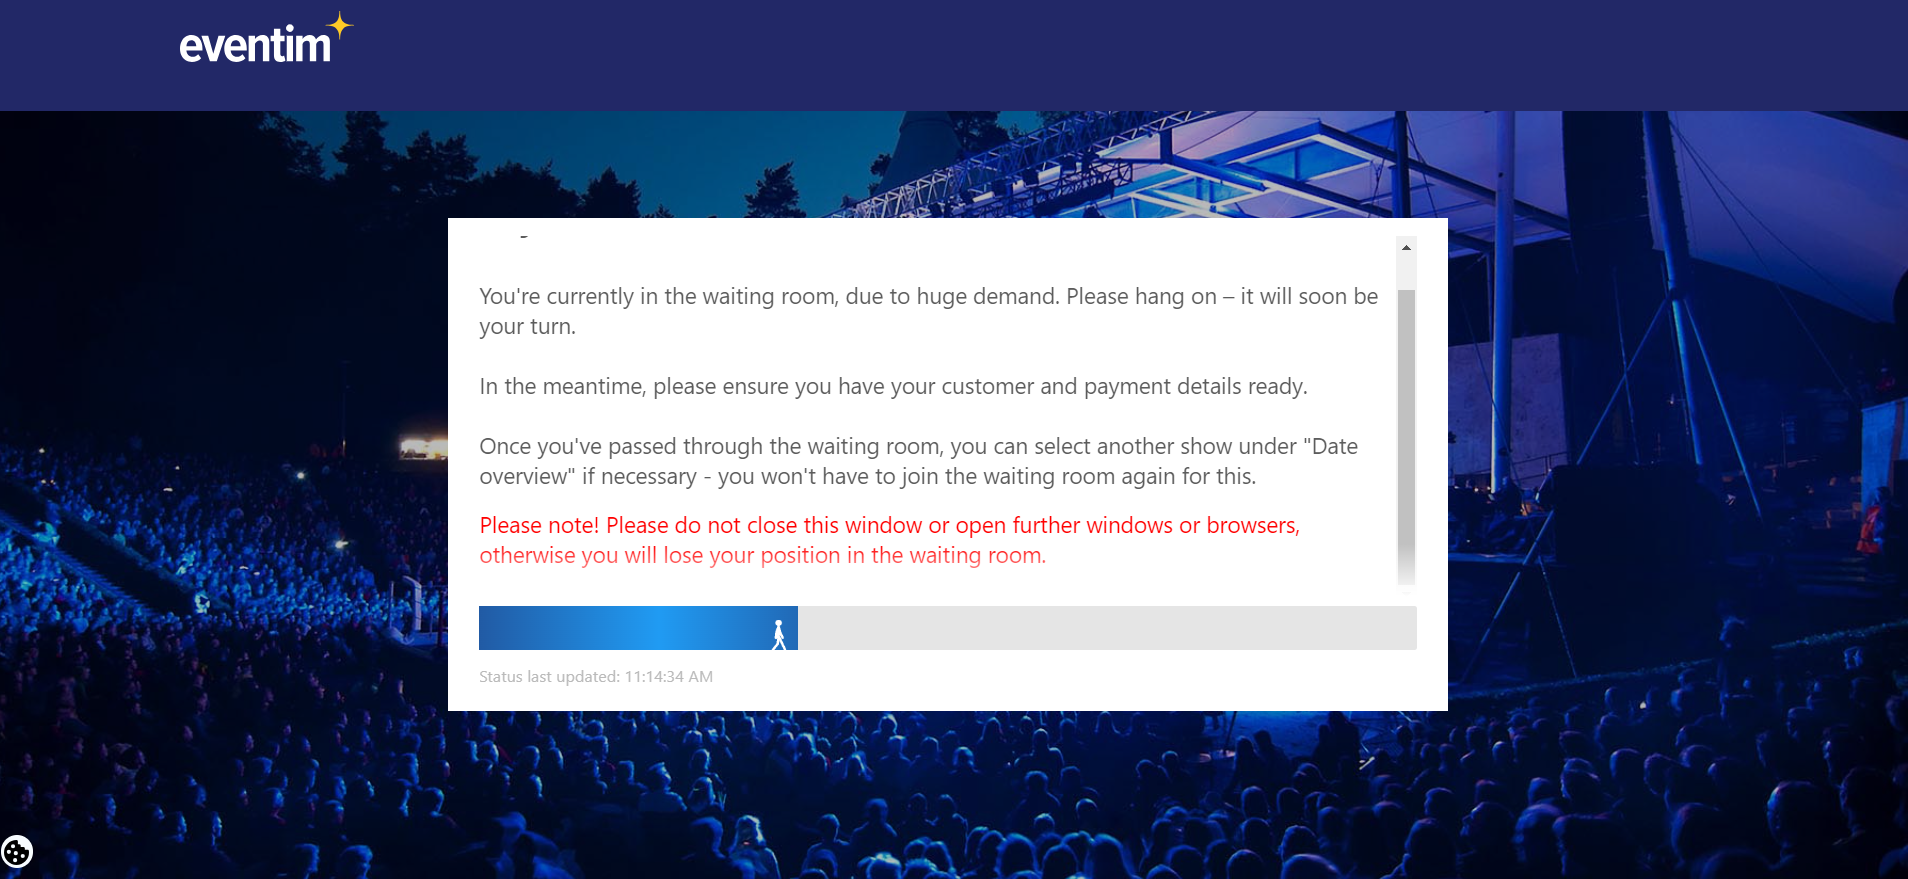 eventim
You're currently in the waiting room, due to huge demand. Please hang on – it will soon be
your turn.
In the meantime, please ensure you have your customer and payment details ready.
Once you've passed through the waiting room, you can select another show under "Date
overview" if necessary - you won't have to join the waiting room again for this.
Please note! Please do not close this window or open further windows or browsers,
otherwise you will lose your position in the waiting room.
Status last updated: 11:14:34 AM